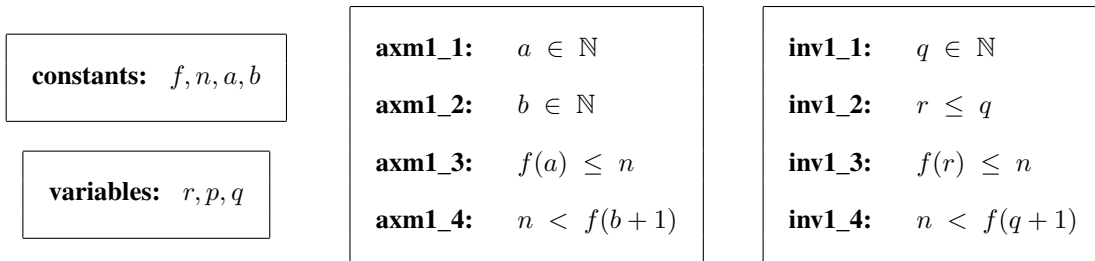 constants: f, n, a, b
variables: r, p, q
axm1_1: a ∈ ℕ
axm1_2: b ∈ ℕ
axm1_3: f(a) ≤ n
axm1_4: n < f(b + 1)
inv1_1: q ∈ ℕ
inv1_2: r ≤ q
inv1_3: f(r) ≤ n
inv1_4: n < f(q + 1)